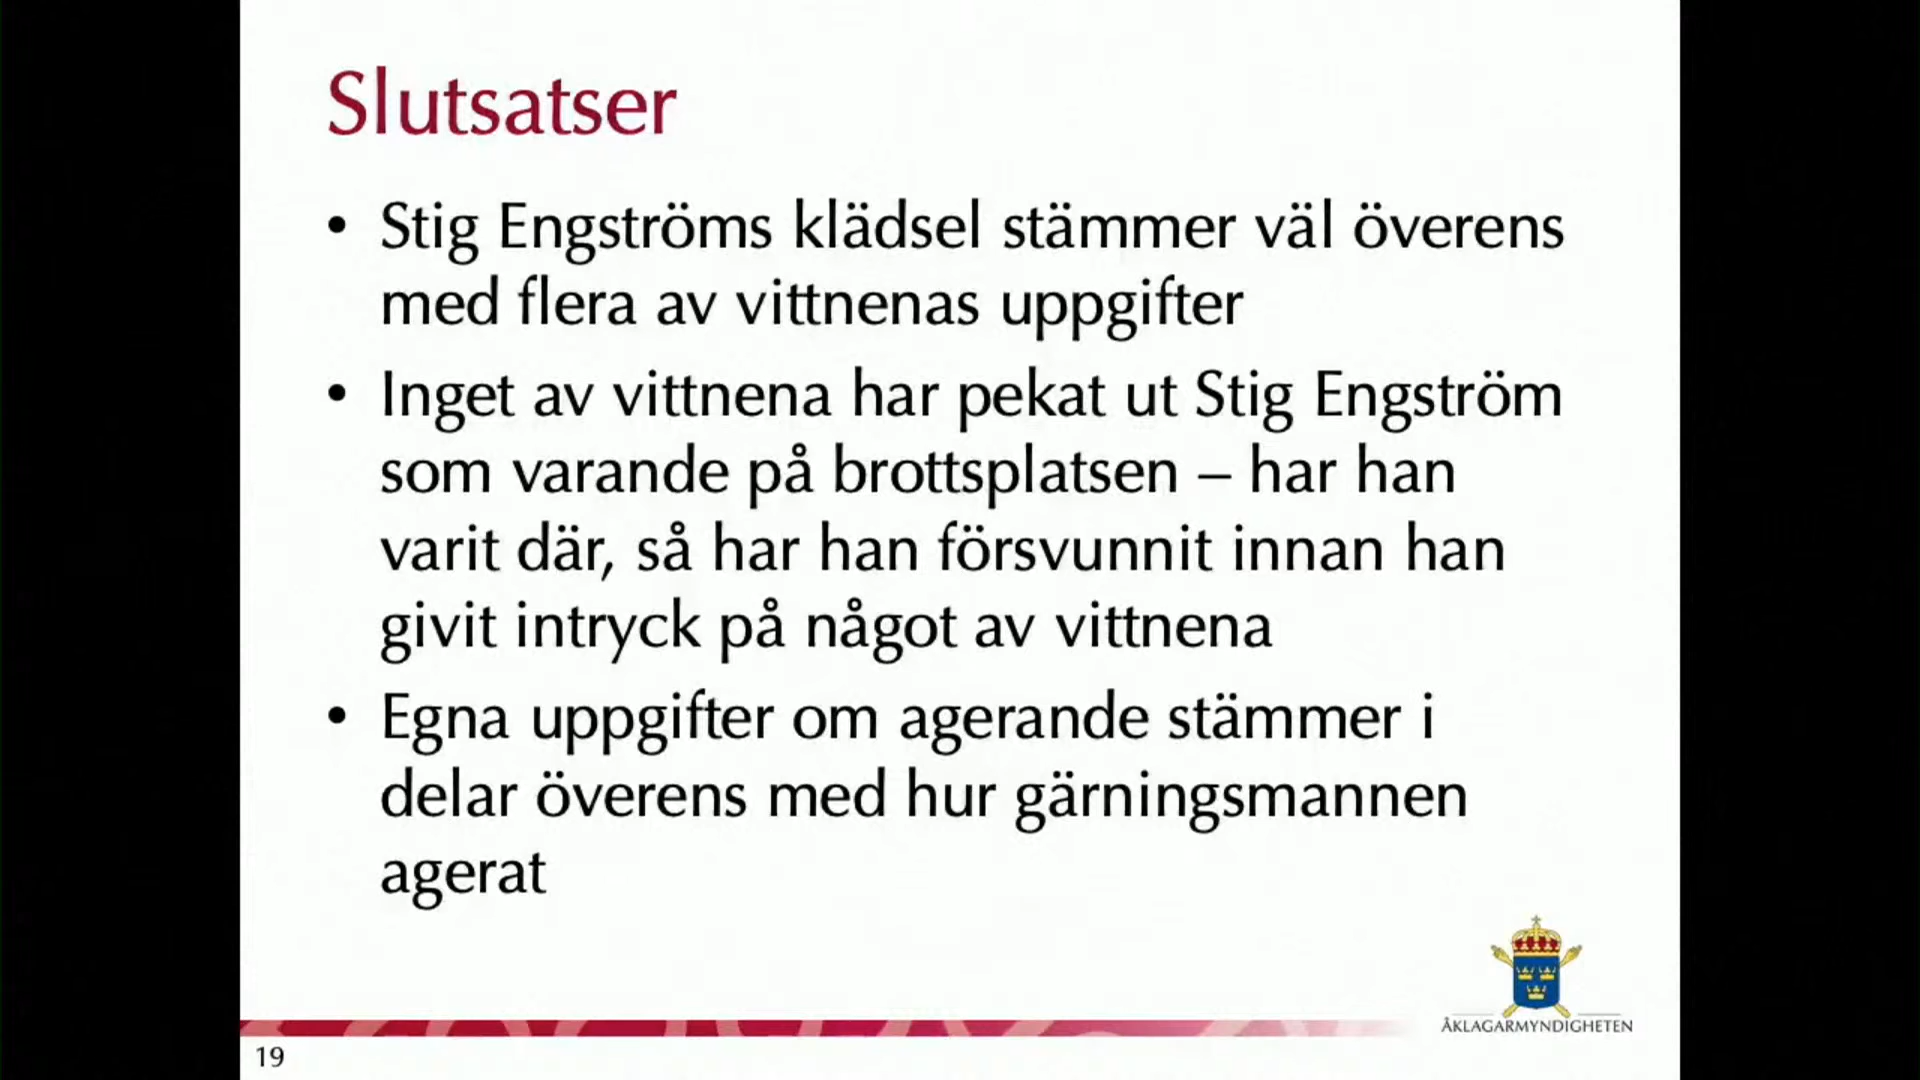 Slutsatser
• Stig Engströms klädsel stämmer väl överens
med flera av vittnenas uppgifter
• Inget av vittnena har pekat ut Stig Engström
som varande på brottsplatsen – har han
varit där, så har han försvunnit innan han
givit intryck på något av vittnena
• Egna uppgifter om agerande stämmer i
delar överens med hur gärningsmannen
agerat
ÅKLAGARMYNDIGHETEN
19